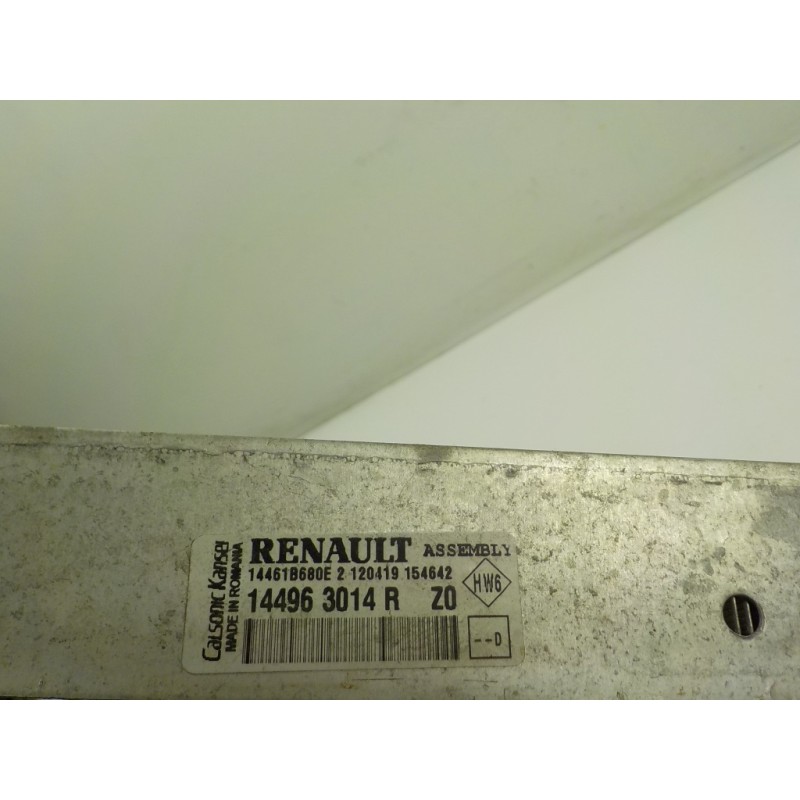 Calsonic Kansei
MADE IN ROMANIA
RENAULT ASSEMBLY
14461B680E 2 120419 154642
HW6
14496 3014 R Z0
--D